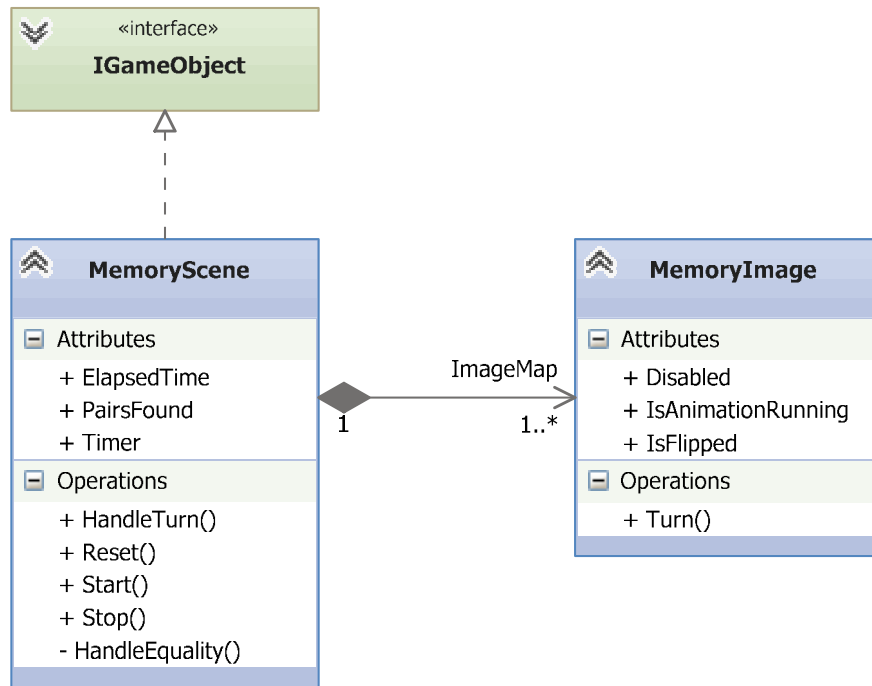 «interface»
IGameObject
MemoryScene
Attributes
+ ElapsedTime
+ PairsFound
+ Timer
Operations
+ HandleTurn()
+ Reset()
+ Start()
+ Stop()
- HandleEquality()
ImageMap
1
1..*
MemoryImage
Attributes
+ Disabled
+ IsAnimationRunning
+ IsFlipped
Operations
+ Turn()